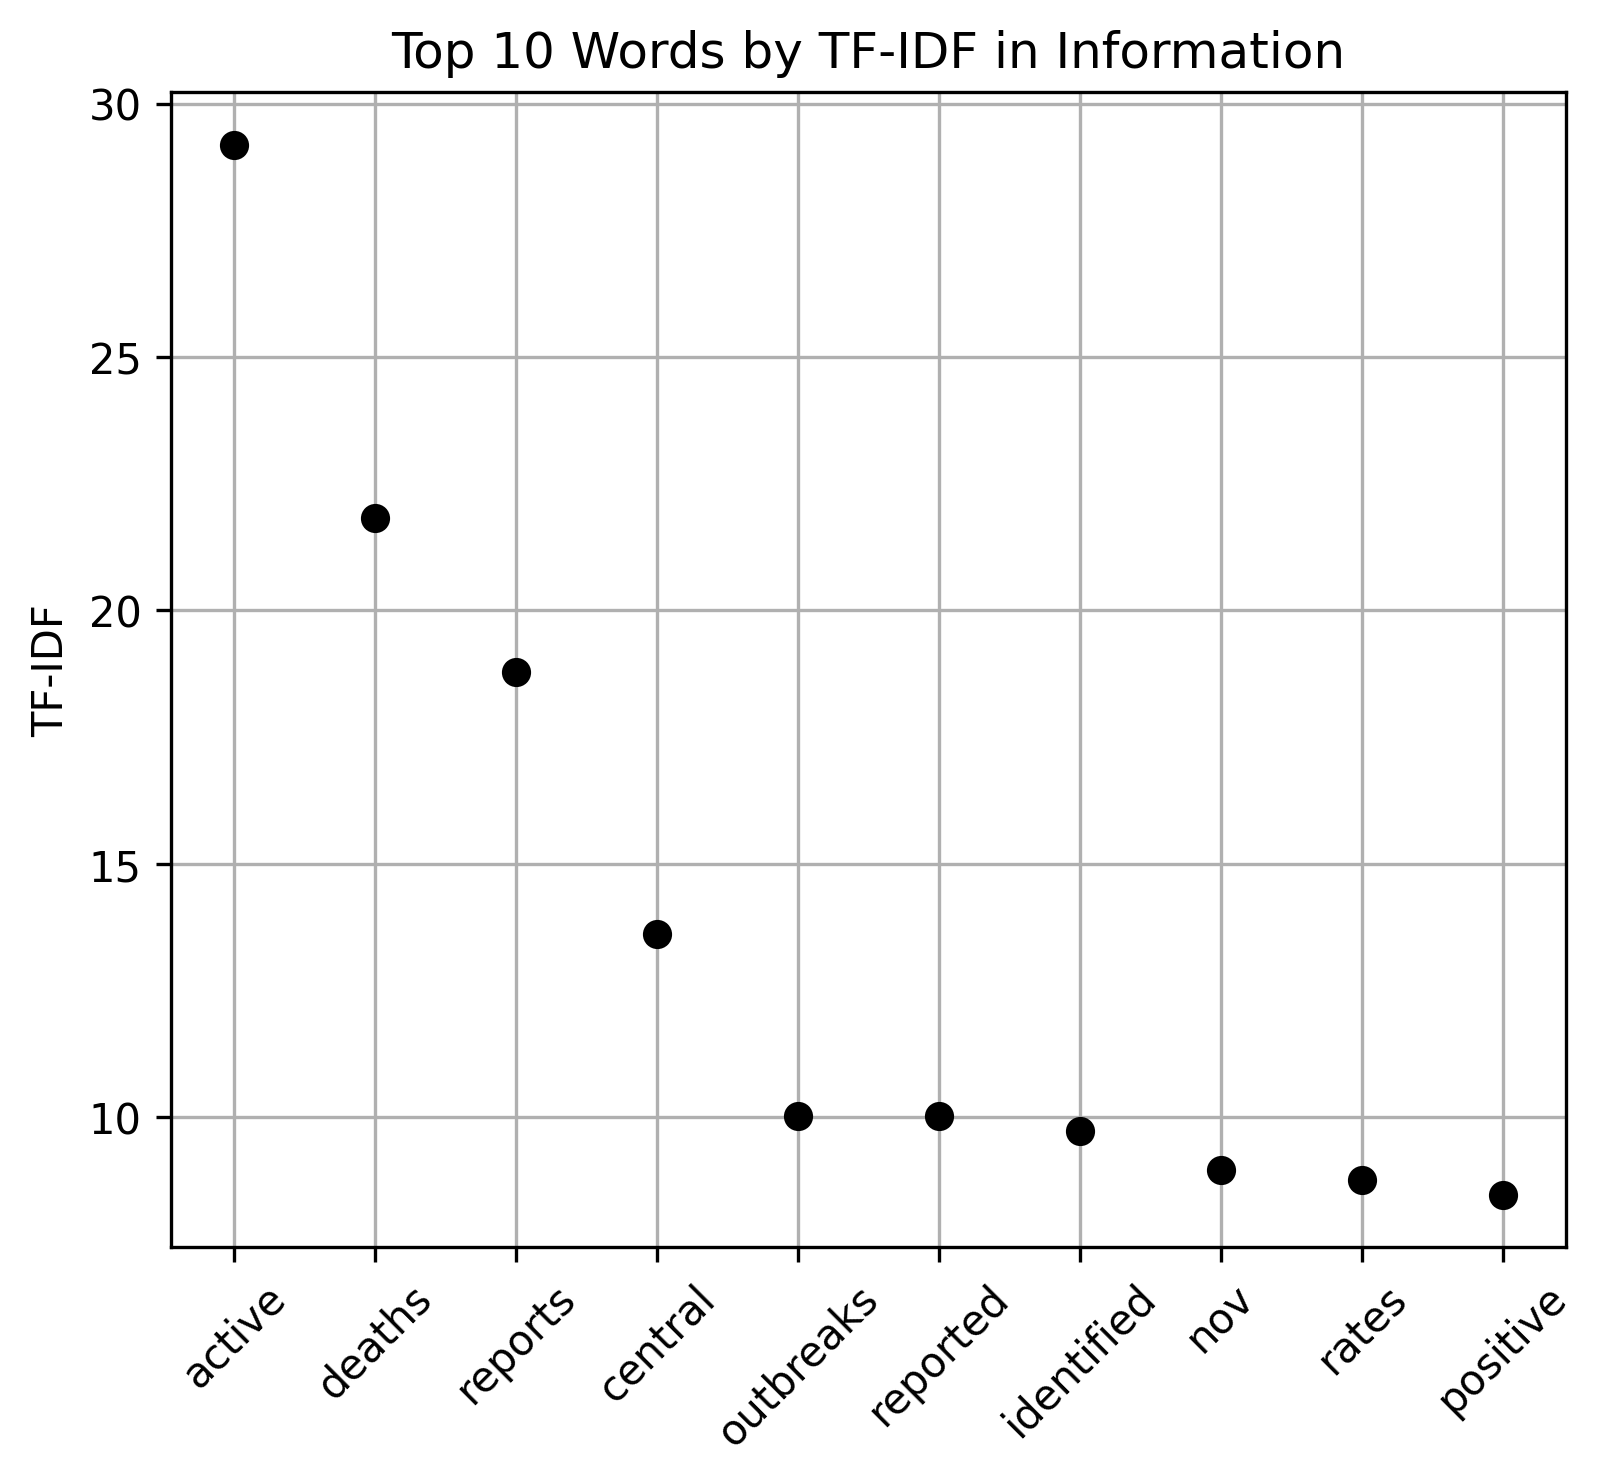 Top 10 Words by TF-IDF in Information
TF-IDF
30
25
20
15
10
active
deaths
reports
central
outbreaks
reported
identified
nov
rates
positive